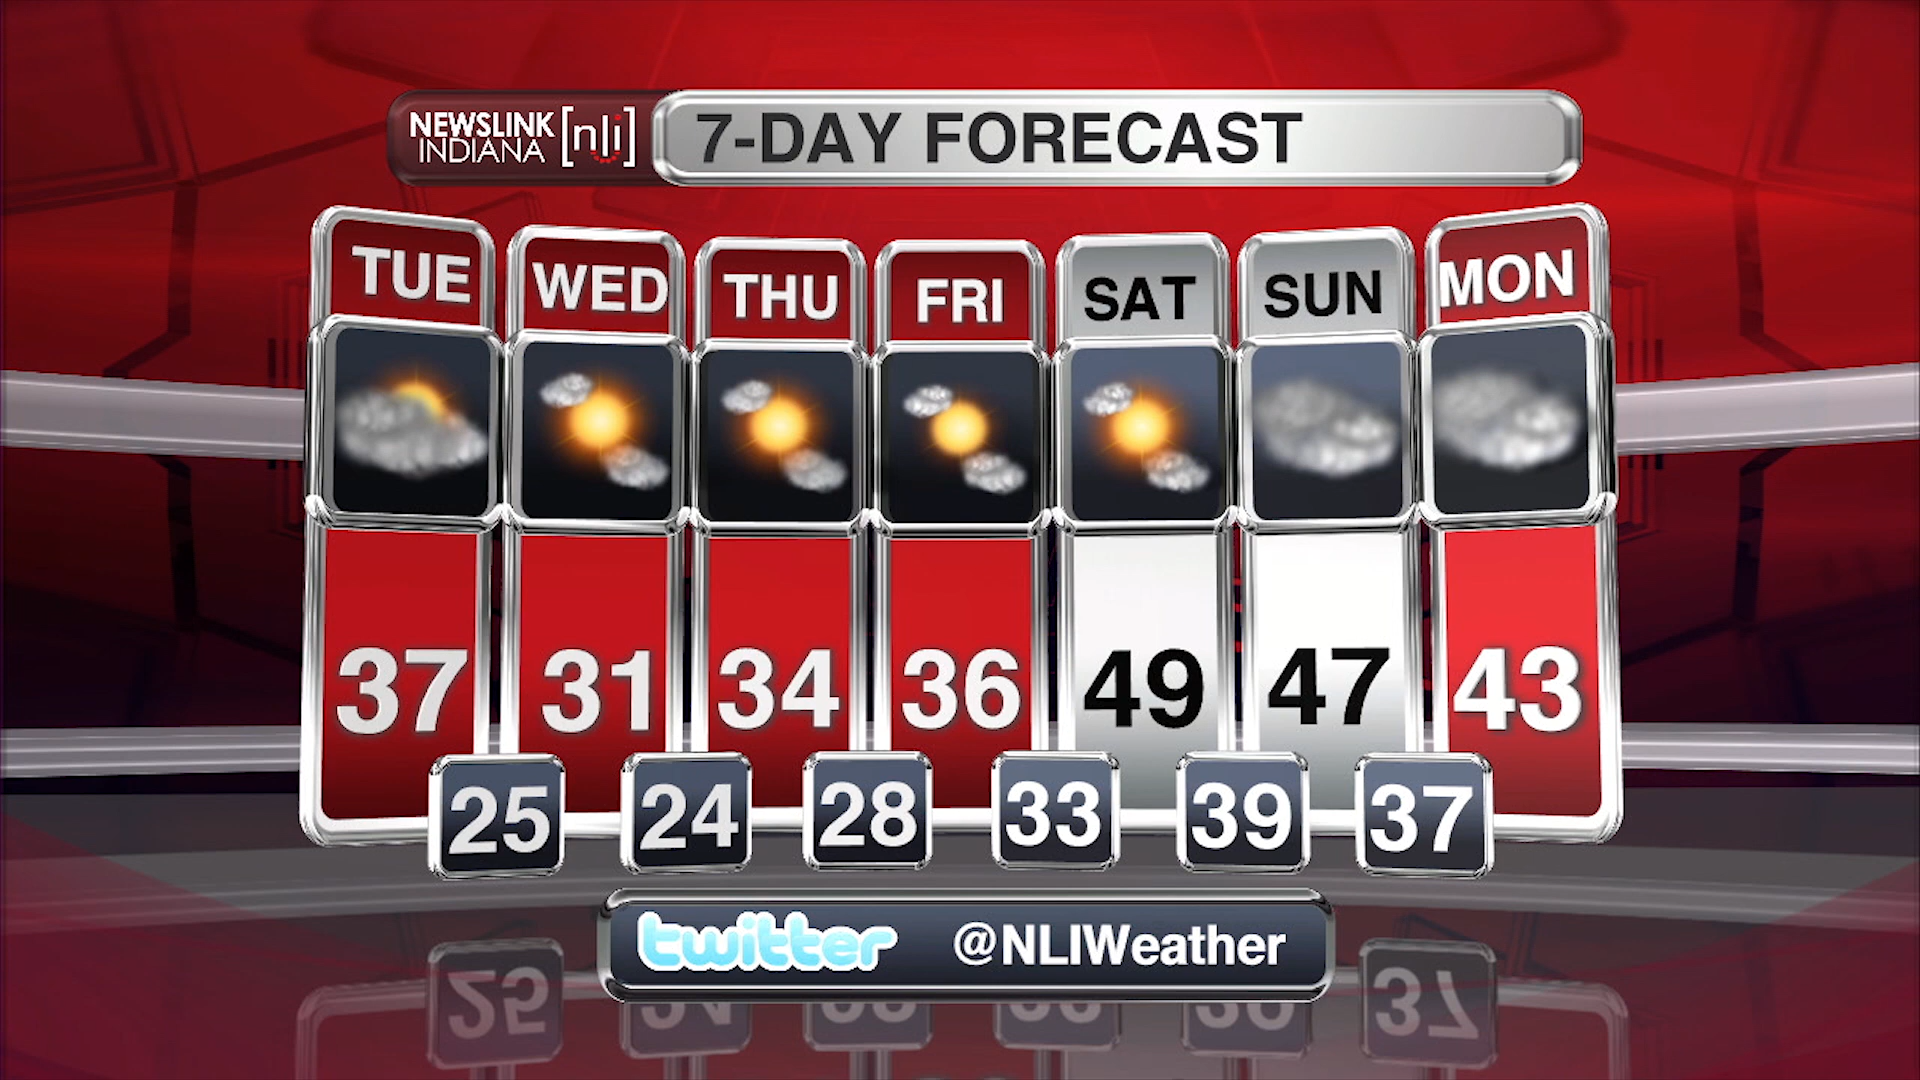 NEWSLINK
INDIANA
[nli]
7-DAY FORECAST
TUE WED THU FRI SAT SUN MON
37 31 34 36 49 47 43
25 24 28 33 39 37
twitter @NLIWeather